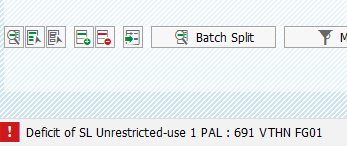 Batch Split
M
Deficit of SL Unrestricted-use 1 PAL : 691 VTHN FG01